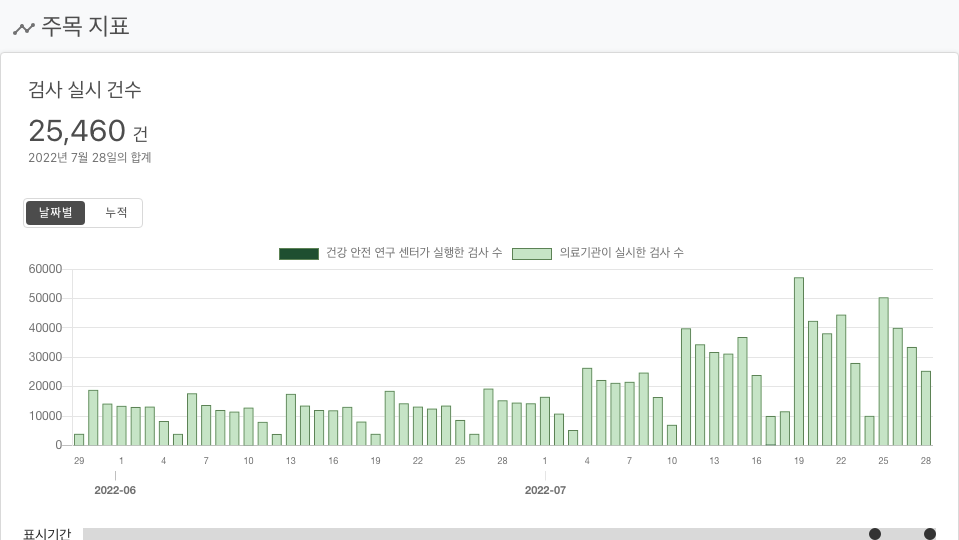 주목 지표
검사 실시 건수
25,460 건
2022년 7월 28일의 합계
날짜별 누적
건강 안전 연구 센터가 실행한 검사 수 의료기관이 실시한 검사 수
60000
50000
40000
30000
20000
10000
0
29 1 4 7 10 13 16 19 22 25 28 1 4 7 10 13 16 19 22 25 28
2022-06 2022-07
표시기간